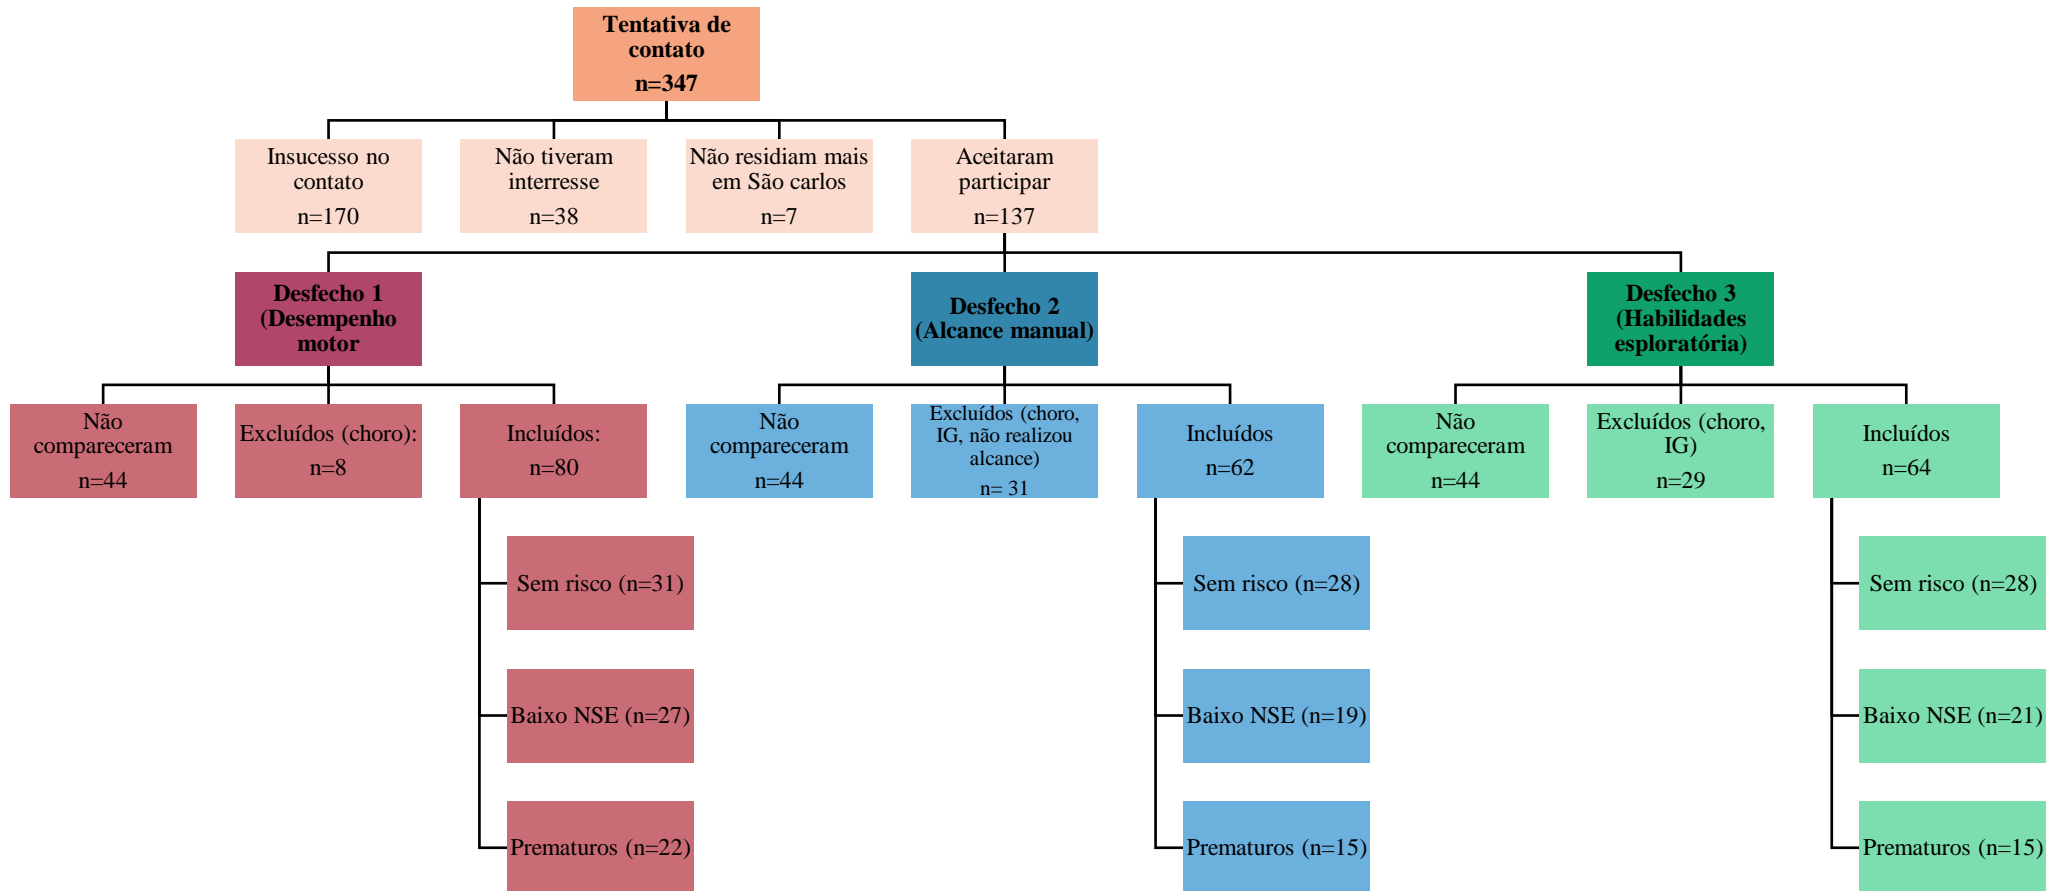 Tentativa de
contato
n=347
Insucesso no
contato
n=170
Não tiveram
interresse
n=38
Não residiam mais
em São carlos
n=7
Aceitaram
participar
n=137
Desfecho 1
(Desempenho
motor
Desfecho 2
(Alcance manual)
Desfecho 3
(Habilidades
esploratória)
Não
compareceram
n=44
Excluídos (choro):
n=8
Incluídos:
n=80
Não
compareceram
n=44
Excluídos (choro,
IG, não realizou
alcance)
n= 31
Incluídos
n=62
Não
compareceram
n=44
Excluídos (choro,
IG)
n=29
Incluídos
n=64
Sem risco (n=31)
Baixo NSE (n=27)
Prematuros (n=22)
Sem risco (n=28)
Baixo NSE (n=19)
Prematuros (n=15)
Sem risco (n=28)
Baixo NSE (n=21)
Prematuros (n=15)